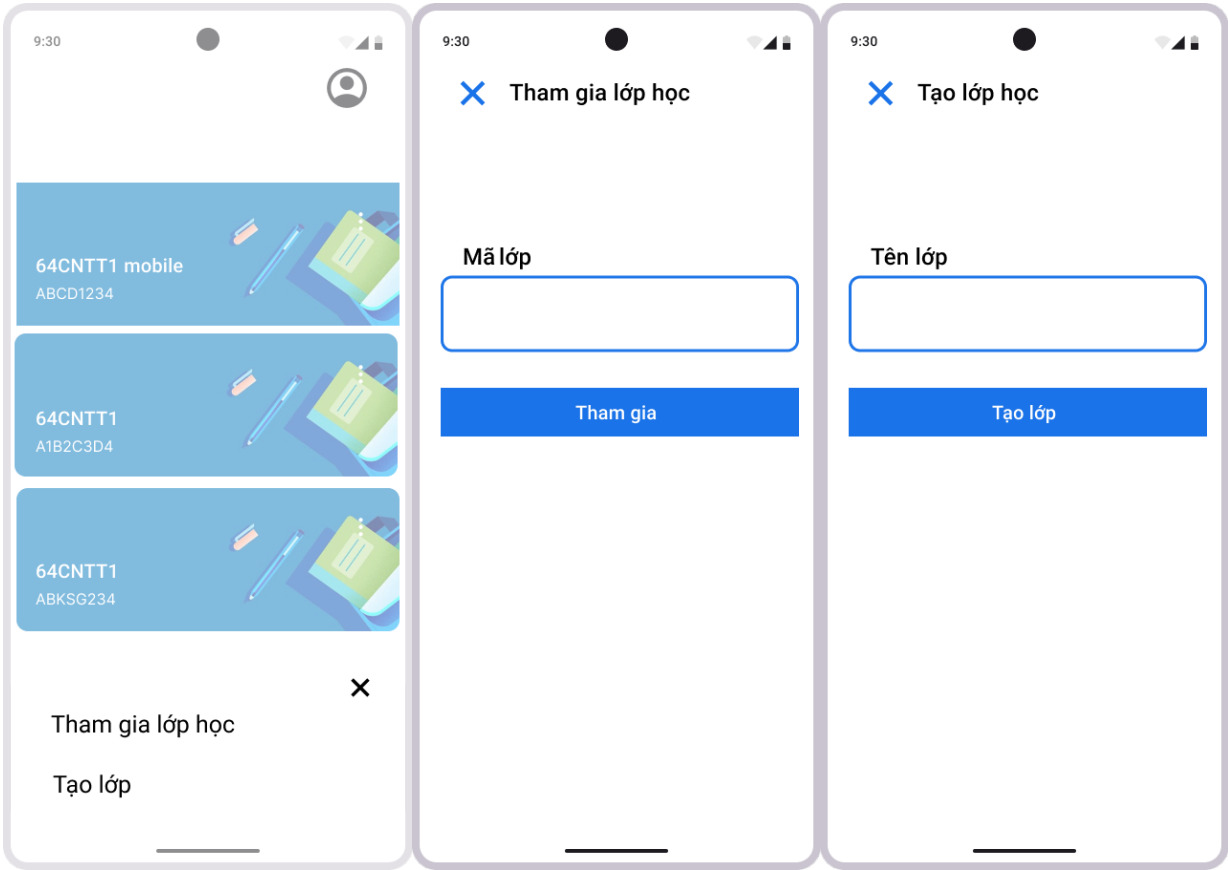 9:30
64CNTT1 mobile
ABCD1234
64CNTT1
A1B2C3D4
64CNTT1
ABKSG234
Tham gia lớp học
Tạo lớp
9:30
Tham gia lớp học
Mã lớp
Tham gia
9:30
Tạo lớp học
Tên lớp
Tạo lớp